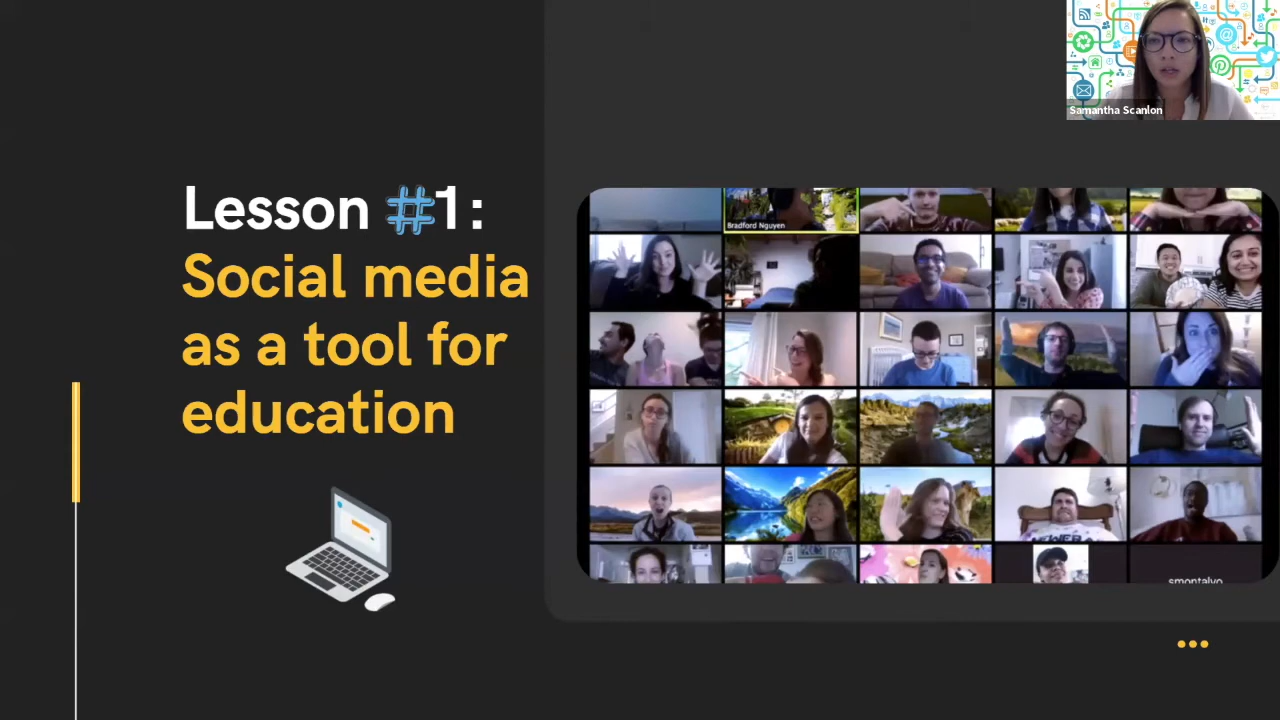 Samantha Scanlon
Lesson #1:
Social media
as a tool for
education
Bradford Nguyen
smontalvo